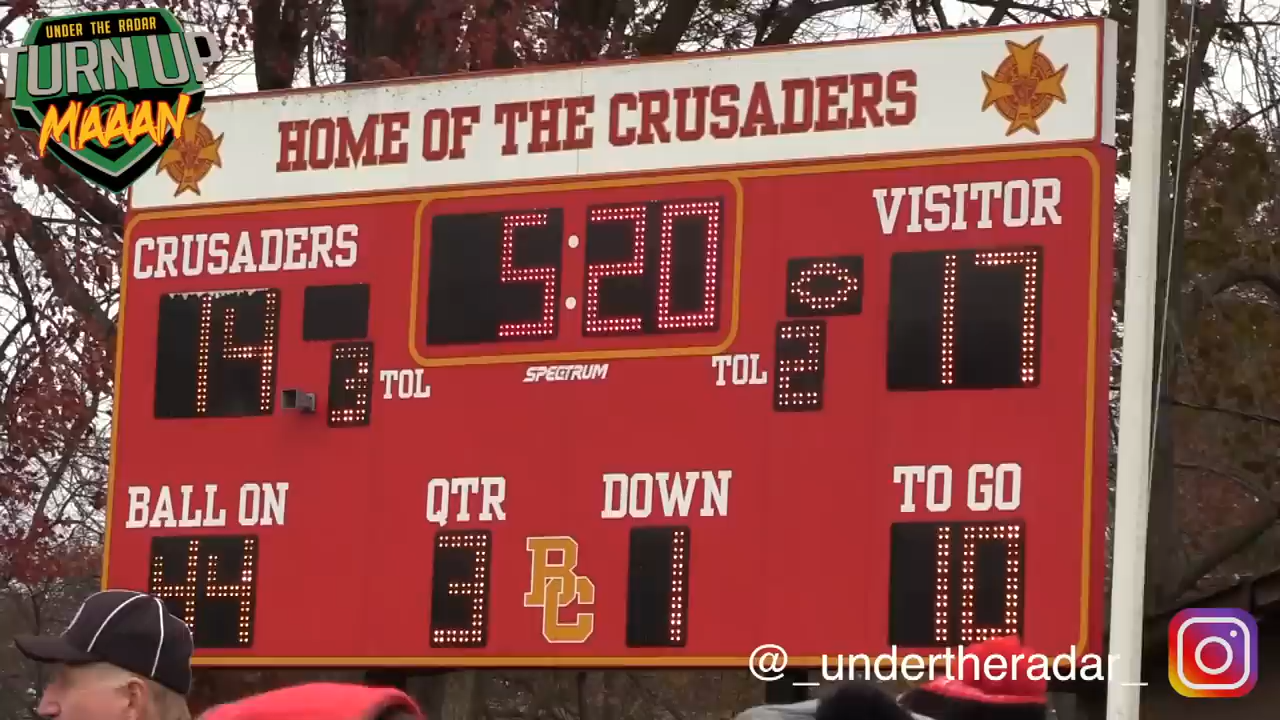 UNDER THE RADAR
TURN UP
MAAAN
HOME OF THE CRUSADERS
CRUSADERS
5:20
VISITOR
14
17
3 TOL
SPECTRUM
TOL 2
BALL ON
QTR
DOWN
TO GO
44
3
BC
1
10
@_undertheradar_